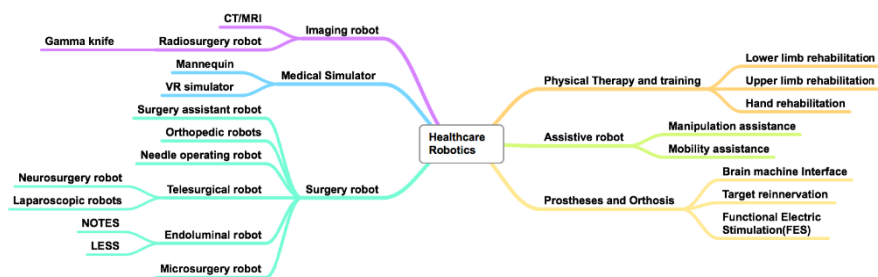 CT/MRI
Imaging robot
Gamma knife
Radiosurgery robot
Mannequin
Medical Simulator
VR simulator
Surgery assistant robot
Orthopedic robots
Needle operating robot
Neurosurgery robot
Telesurgical robot
Surgery robot
Laparoscopic robots
NOTES
Endoluminal robot
LESS
Microsurgery robot
Healthcare
Robotics
Lower limb rehabilitation
Physical Therapy and training
Upper limb rehabilitation
Hand rehabilitation
Manipulation assistance
Assistive robot
Mobility assistance
Brain machine Interface
Prostheses and Orthosis
Target reinnervation
Functional Electric
Stimulation(FES)